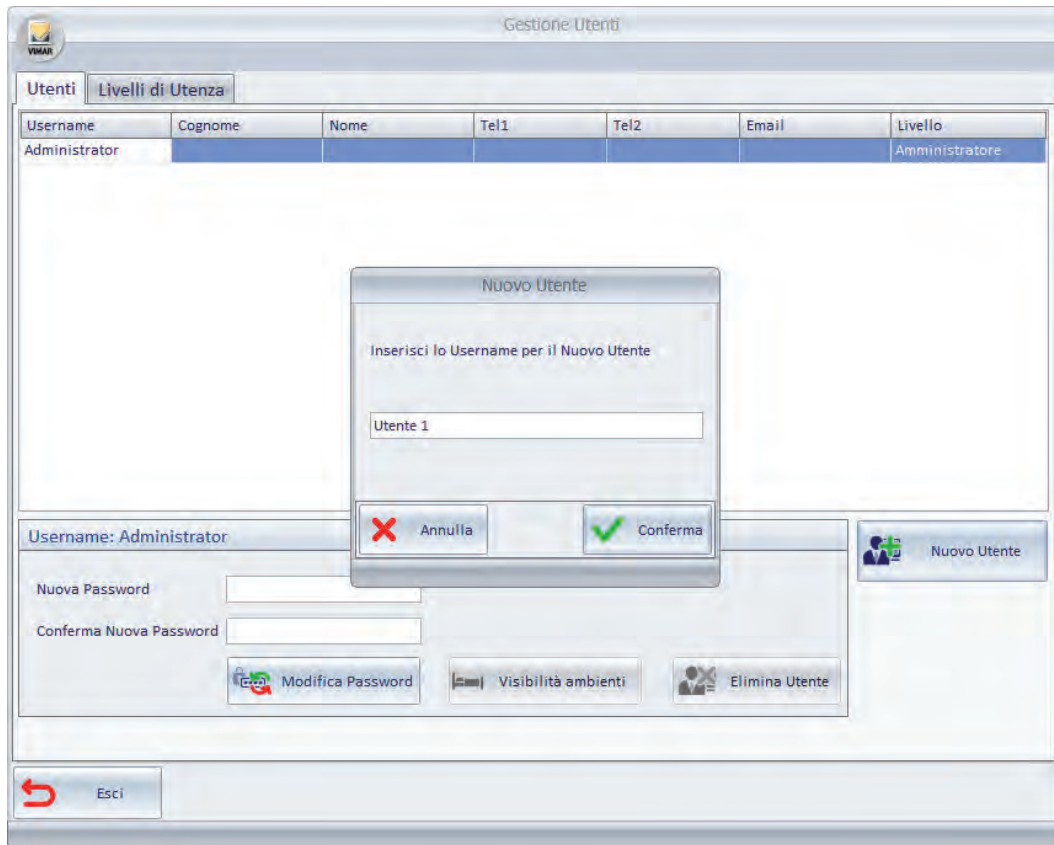 Gestione Utenti
VIMAR
Utenti Livelli di Utenza
Username Cognome Nome Tel1 Tel2 Email Livello
Administrator Amministratore
Nuovo Utente
Inserisci lo Username per il Nuovo Utente
Utente 1
Annulla Conferma
Username: Administrator
Nuovo Utente
Nuova Password
Conferma Nuova Password
Modifica Password Visibilità ambienti Elimina Utente
Esci